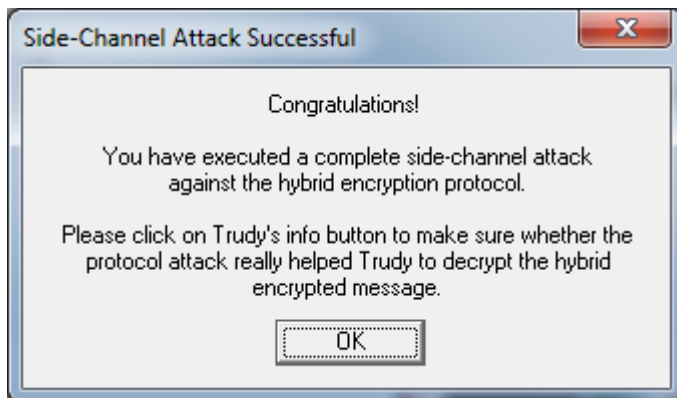 Side-Channel Attack Successful
Congratulations!
You have executed a complete side-channel attack
against the hybrid encryption protocol.
Please click on Trudy's info button to make sure whether the
protocol attack really helped Trudy to decrypt the hybrid
encrypted message.
OK